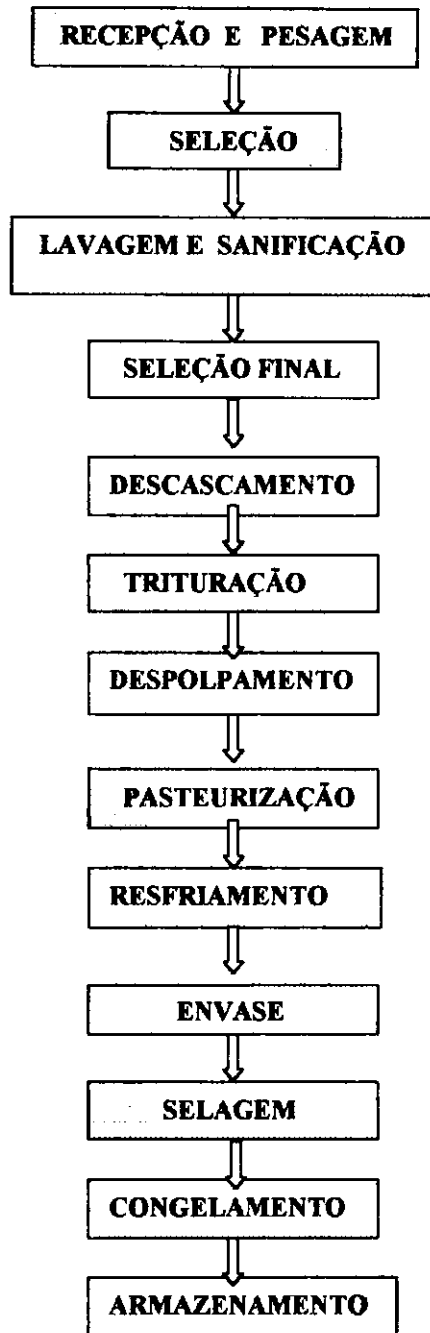 RECEPÇÃO E PESAGEM
SELEÇÃO
LAVAGEM E SANIFICAÇÃO
SELEÇÃO FINAL
DESCASCAMENTO
TRITURAÇÃO
DESPOLPAMENTO
PASTEURIZAÇÃO
RESFRIAMENTO
ENVASE
SELAGEM
CONGELAMENTO
ARMAZENAMENTO